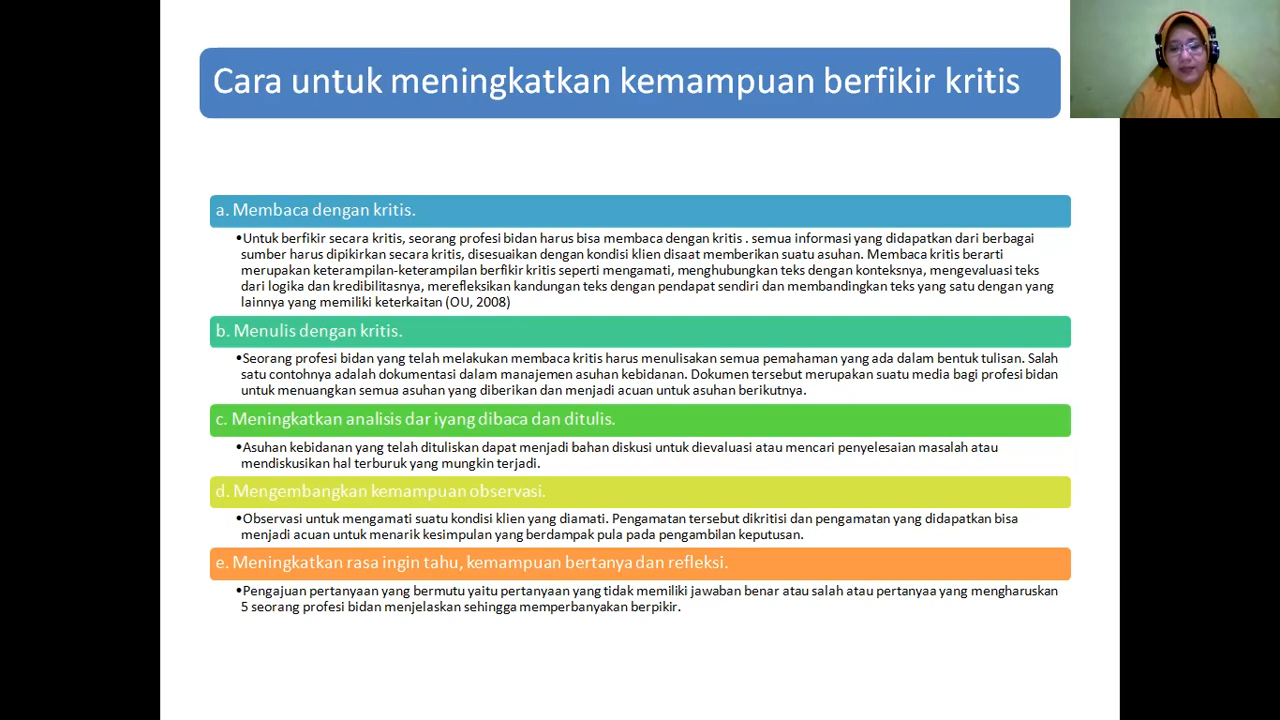 Cara untuk meningkatkan kemampuan berfikir kritis
a. Membaca dengan kritis.
•Untuk berfikir secara kritis, seorang profesi bidan harus bisa membaca dengan kritis . semua informasi yang didapatkan dari berbagai
sumber harus dipikirkan secara kritis, disesuaikan dengan kondisi klien disaat memberikan suatu asuhan. Membaca kritis berarti
merupakan keterampilan-keterampilan berfikir kritis seperti mengamati, menghubungkan teks dengan konteksnya, mengevaluasi teks
dari logika dan kredibilitasnya, merefleksikan kandungan teks dengan pendapat sendiri dan membandingkan teks yang satu dengan yang
lainnya yang memiliki keterkaitan (OU, 2008)
b. Menulis dengan kritis.
•Seorang profesi bidan yang telah melakukan membaca kritis harus menulisakan semua pemahaman yang ada dalam bentuk tulisan. Salah
satu contohnya adalah dokumentasi dalam manajemen asuhan kebidanan. Dokumen tersebut merupakan suatu media bagi profesi bidan
untuk menuangkan semua asuhan yang diberikan dan menjadi acuan untuk asuhan berikutnya.
c. Meningkatkan analisis dar iyang dibaca dan ditulis.
•Asuhan kebidanan yang telah dituliskan dapat menjadi bahan diskusi untuk dievaluasi atau mencari penyelesaian masalah atau
mendiskusikan hal terburuk yang mungkin terjadi.
d. Mengembangkan kemampuan observasi.
•Observasi untuk mengamati suatu kondisi klien yang diamati. Pengamatan tersebut dikritisi dan pengamatan yang didapatkan bisa
menjadi acuan untuk menarik kesimpulan yang berdampak pula pada pengambilan keputusan.
e. Meningkatkan rasa ingin tahu, kemampuan bertanya dan refleksi.
•Pengajuan pertanyaan yang bermutu yaitu pertanyaan yang tidak memiliki jawaban benar atau salah atau pertanyaa yang mengharuskan
5 seorang profesi bidan menjelaskan sehingga memperbanyakan berpikir.